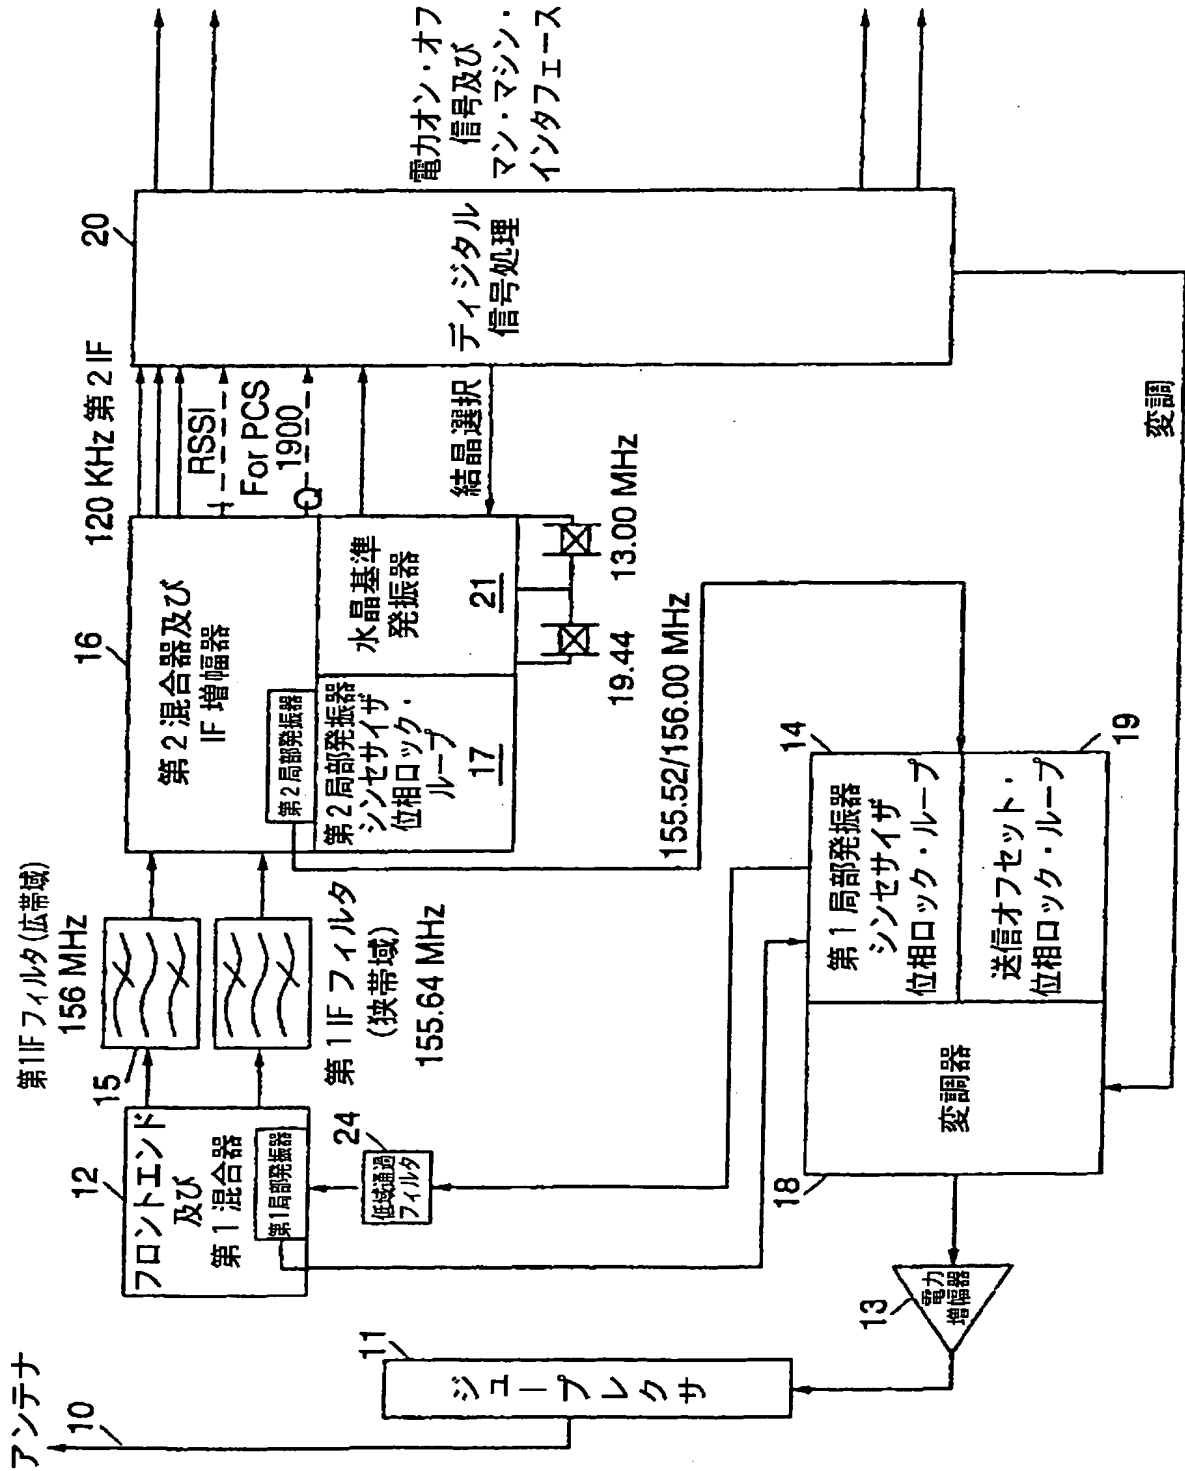 アンテナ
10
ジュープレクサ
11
12
フロントエンド
及び
第1混合器
第1局部発振器
24
低域通過
フィルタ
第1IFフィルタ(広帯域)
156 MHz
15
第1IFフィルタ
(狭帯域)
155.64 MHz
16
第2混合器及び
IF増幅器
第2局部発振器
第2局部発振器
シンセサイザ
位相ロック・
ループ
17
水晶基準
発振器
21
19.44
13.00 MHz
120 KHz 第2IF
RSSI
I
For PCS
1900
Q
結晶選択
20
ディジタル
信号処理
電力オン・オフ
信号及び
マン・マシン・
インタフェース
155.52/156.00 MHz
14
第1局部発振器
シンセサイザ
位相ロック・ループ
送信オフセット・
位相ロック・ループ
19
変調器
18
変調
13
電力
増幅器